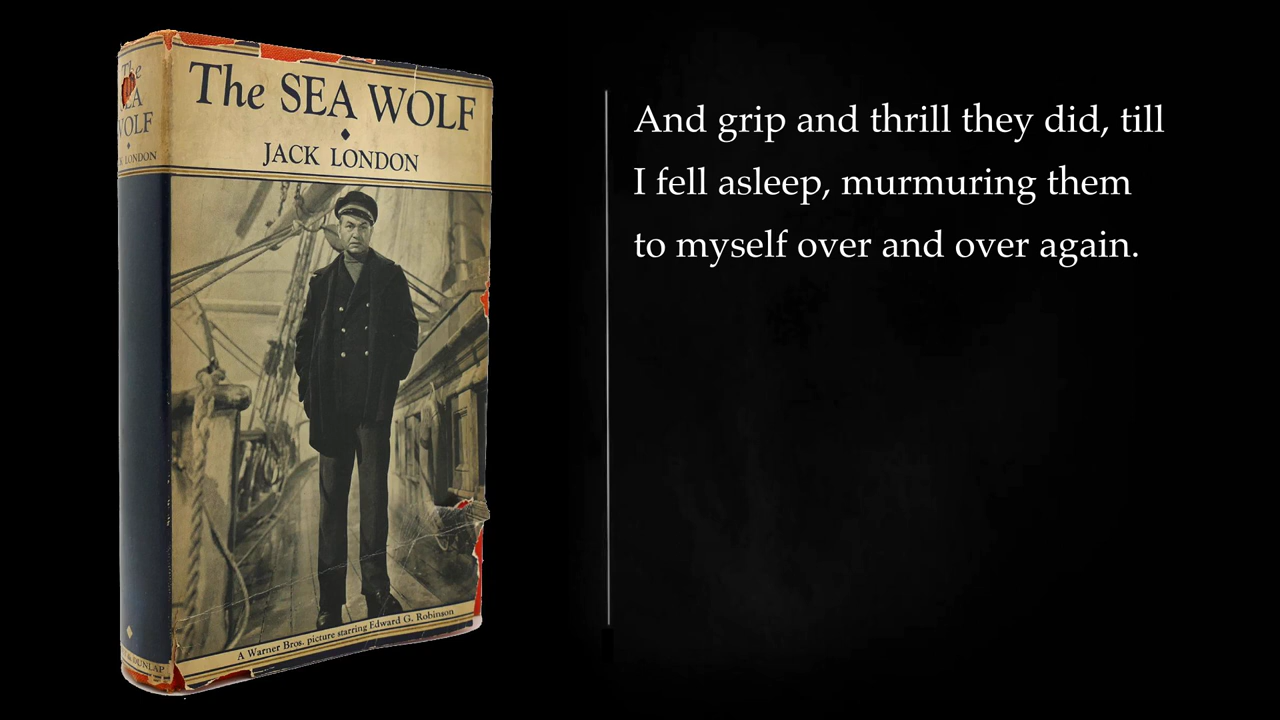 The SEA WOLF
JACK LONDON
A Warner Bros. picture starring Edward G. Robinson
The
SEA
WOLF
LONDON
DUNLAP
And grip and thrill they did, till
I fell asleep, murmuring them
to myself over and over again.